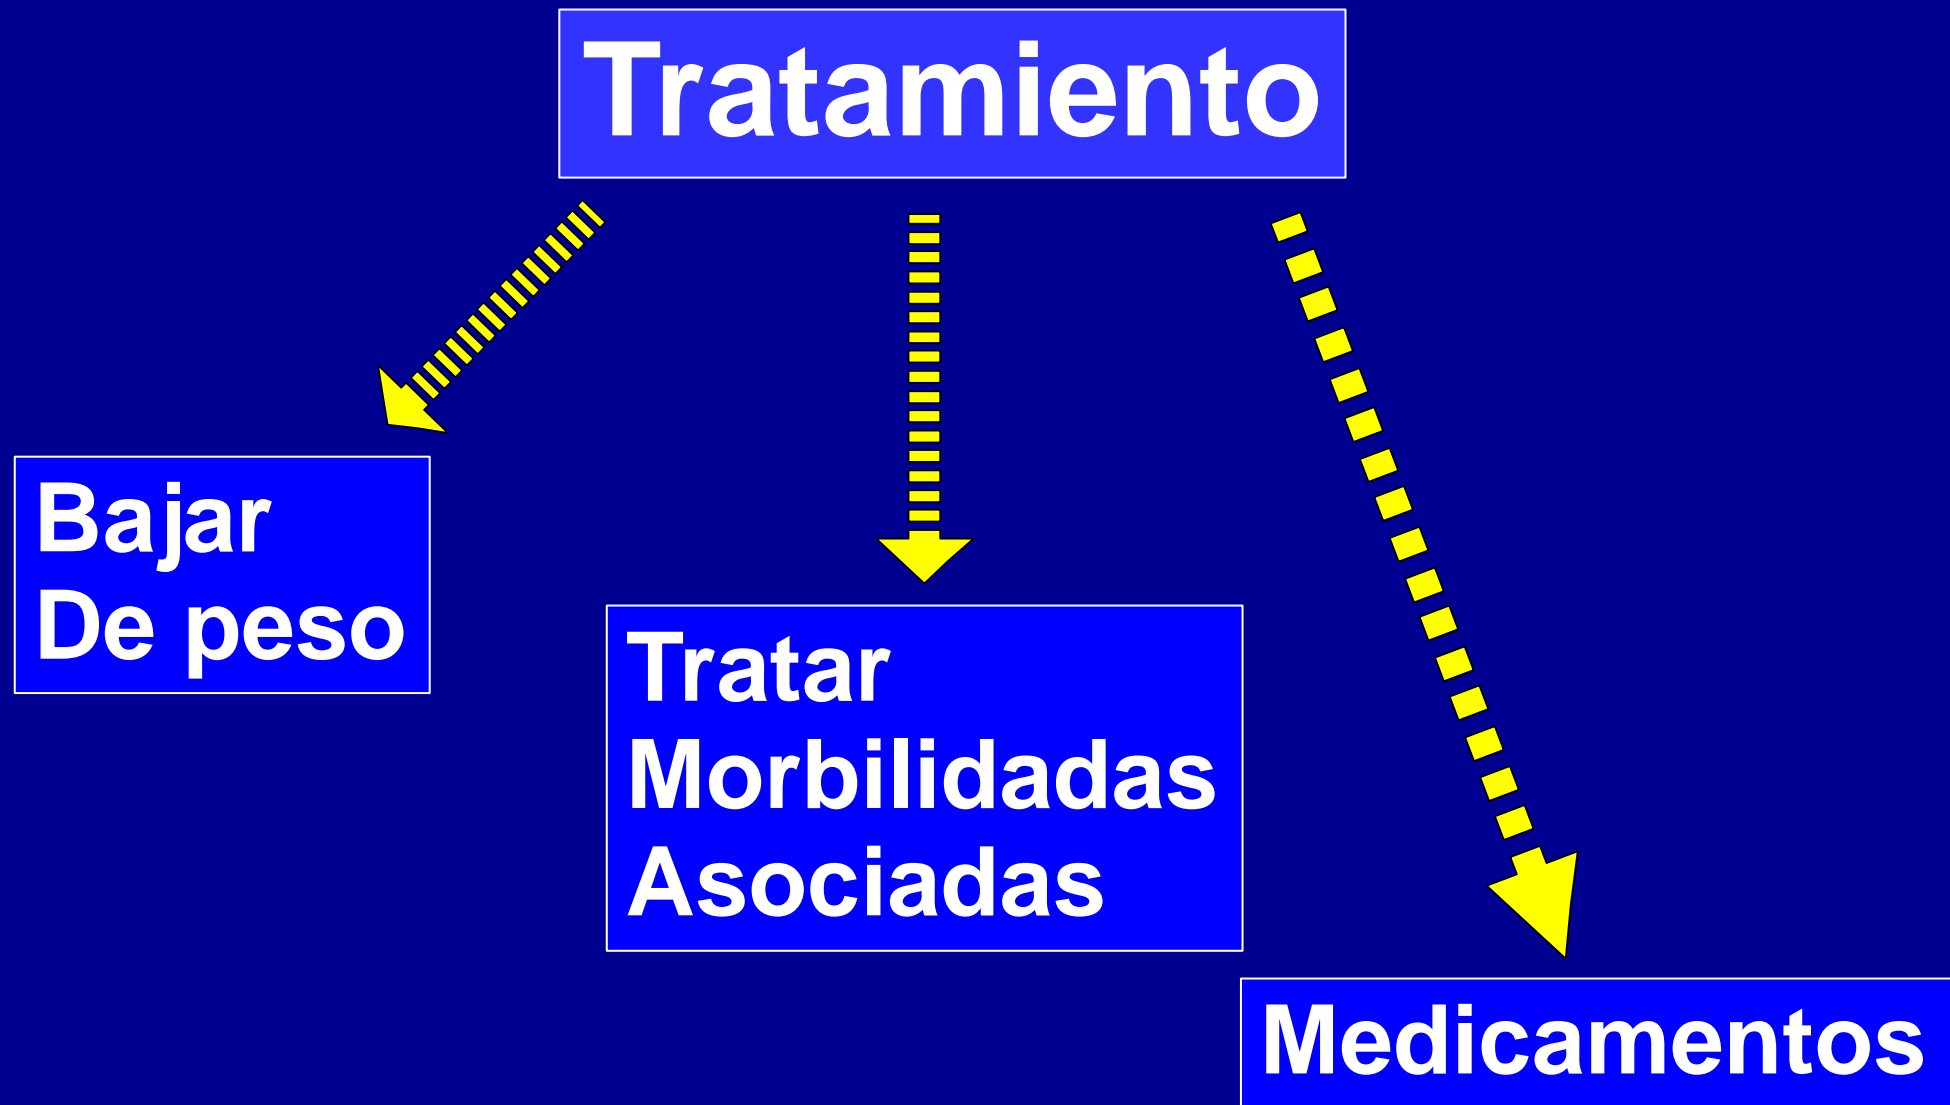 Tratamiento
Bajar
De peso
Tratar
Morbilidadas
Asociadas
Medicamentos